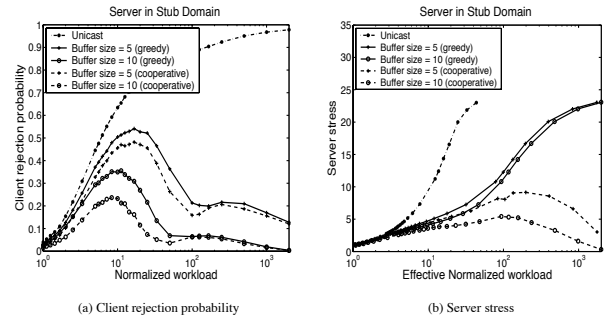 Server in Stub Domain
1
0.9
0.8
0.7
0.6
0.5
0.4
0.3
0.2
0.1
0
Client rejection probability
Unicast
Buffer size = 5 (greedy)
Buffer size = 10 (greedy)
Buffer size = 5 (cooperative)
Buffer size = 10 (cooperative)
10^0
10^1
10^2
10^3
Normalized workload
(a) Client rejection probability
Server in Stub Domain
35
30
25
20
15
10
5
0
Server stress
Unicast
Buffer size = 5 (greedy)
Buffer size = 10 (greedy)
Buffer size = 5 (cooperative)
Buffer size = 10 (cooperative)
10^0
10^1
10^2
10^3
Effective Normalized workload
(b) Server stress